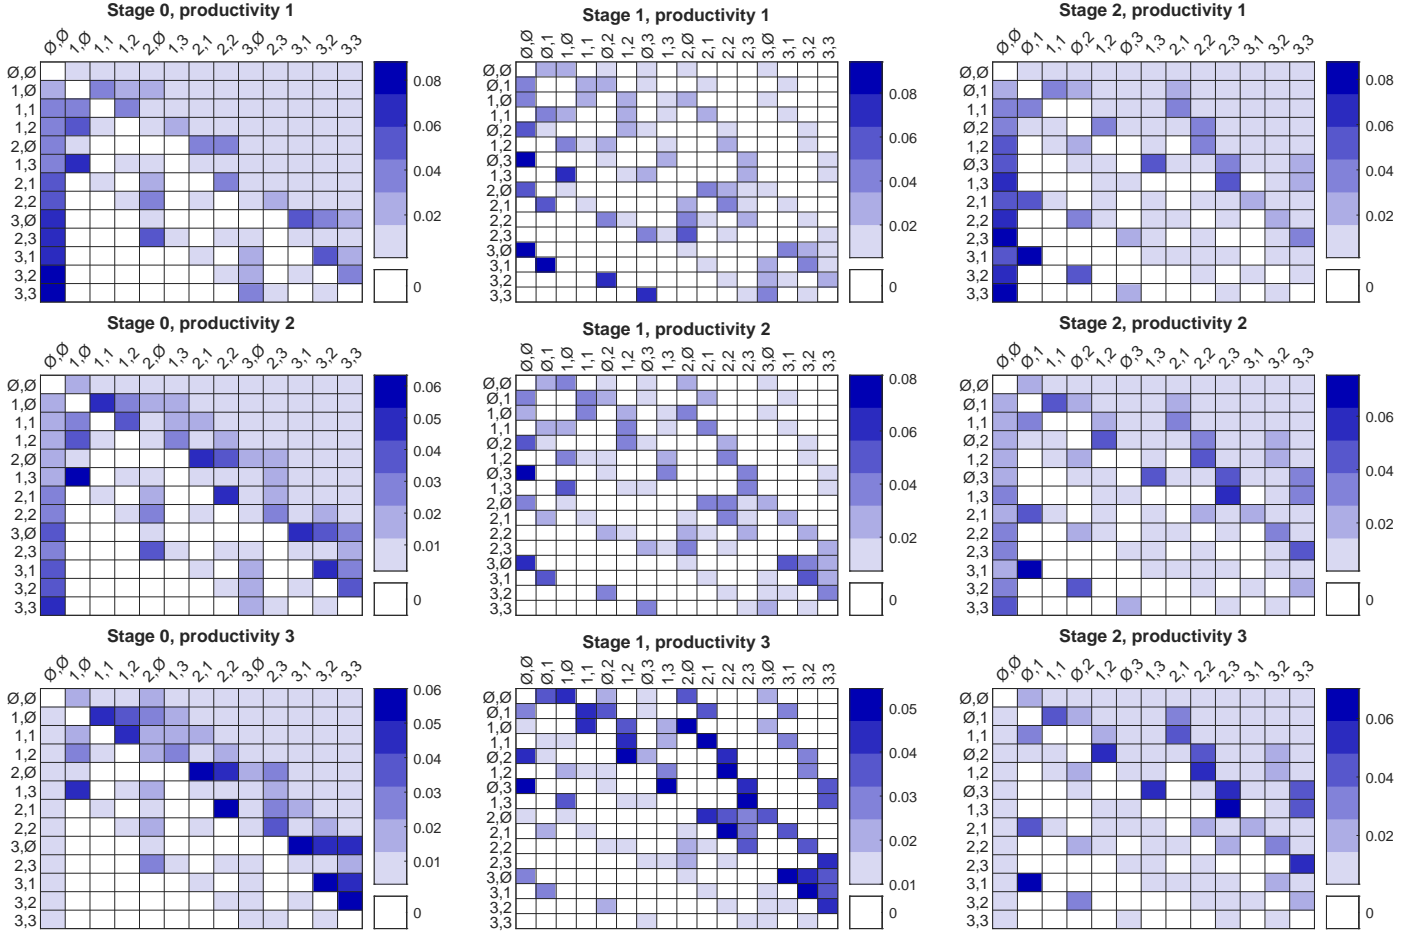 Stage 0, productivity 1
Ø,Ø 1,Ø 1,1 1,2 2,Ø 1,3 2,1 2,2 3,Ø 2,3 3,1 3,2 3,3
Ø,Ø
1,Ø
1,1
1,2
2,Ø
1,3
2,1
2,2
3,Ø
2,3
3,1
3,2
3,3
0.08
0.06
0.04
0.02
0
Stage 1, productivity 1
Ø,Ø Ø,1 1,Ø 1,1 Ø,2 1,2 Ø,3 1,3 2,Ø 2,1 2,2 2,3 3,Ø 3,1 3,2 3,3
Ø,Ø
Ø,1
1,Ø
1,1
Ø,2
1,2
Ø,3
1,3
2,Ø
2,1
2,2
2,3
3,Ø
3,1
3,2
3,3
0.08
0.06
0.04
0.02
0
Stage 2, productivity 1
Ø,Ø Ø,1 1,1 Ø,2 1,2 Ø,3 1,3 2,1 2,2 2,3 3,1 3,2 3,3
Ø,Ø
Ø,1
1,1
Ø,2
1,2
Ø,3
1,3
2,1
2,2
2,3
3,1
3,2
3,3
0.08
0.06
0.04
0.02
0
Stage 0, productivity 2
Ø,Ø 1,Ø 1,1 1,2 2,Ø 1,3 2,1 2,2 3,Ø 2,3 3,1 3,2 3,3
Ø,Ø
1,Ø
1,1
1,2
2,Ø
1,3
2,1
2,2
3,Ø
2,3
3,1
3,2
3,3
0.06
0.05
0.04
0.03
0.02
0.01
0
Stage 1, productivity 2
Ø,Ø Ø,1 1,Ø 1,1 Ø,2 1,2 Ø,3 1,3 2,Ø 2,1 2,2 2,3 3,Ø 3,1 3,2 3,3
Ø,Ø
Ø,1
1,Ø
1,1
Ø,2
1,2
Ø,3
1,3
2,Ø
2,1
2,2
2,3
3,Ø
3,1
3,2
3,3
0.08
0.06
0.04
0.02
0
Stage 2, productivity 2
Ø,Ø Ø,1 1,1 Ø,2 1,2 Ø,3 1,3 2,1 2,2 2,3 3,1 3,2 3,3
Ø,Ø
Ø,1
1,1
Ø,2
1,2
Ø,3
1,3
2,1
2,2
2,3
3,1
3,2
3,3
0.06
0.04
0.02
0
Stage 0, productivity 3
Ø,Ø 1,Ø 1,1 1,2 2,Ø 1,3 2,1 2,2 3,Ø 2,3 3,1 3,2 3,3
Ø,Ø
1,Ø
1,1
1,2
2,Ø
1,3
2,1
2,2
3,Ø
2,3
3,1
3,2
3,3
0.06
0.05
0.04
0.03
0.02
0.01
0
Stage 1, productivity 3
Ø,Ø Ø,1 1,Ø 1,1 Ø,2 1,2 Ø,3 1,3 2,Ø 2,1 2,2 2,3 3,Ø 3,1 3,2 3,3
Ø,Ø
Ø,1
1,Ø
1,1
Ø,2
1,2
Ø,3
1,3
2,Ø
2,1
2,2
2,3
3,Ø
3,1
3,2
3,3
0.05
0.04
0.03
0.02
0.01
0
Stage 2, productivity 3
Ø,Ø Ø,1 1,1 Ø,2 1,2 Ø,3 1,3 2,1 2,2 2,3 3,1 3,2 3,3
Ø,Ø
Ø,1
1,1
Ø,2
1,2
Ø,3
1,3
2,1
2,2
2,3
3,1
3,2
3,3
0.06
0.04
0.02
0